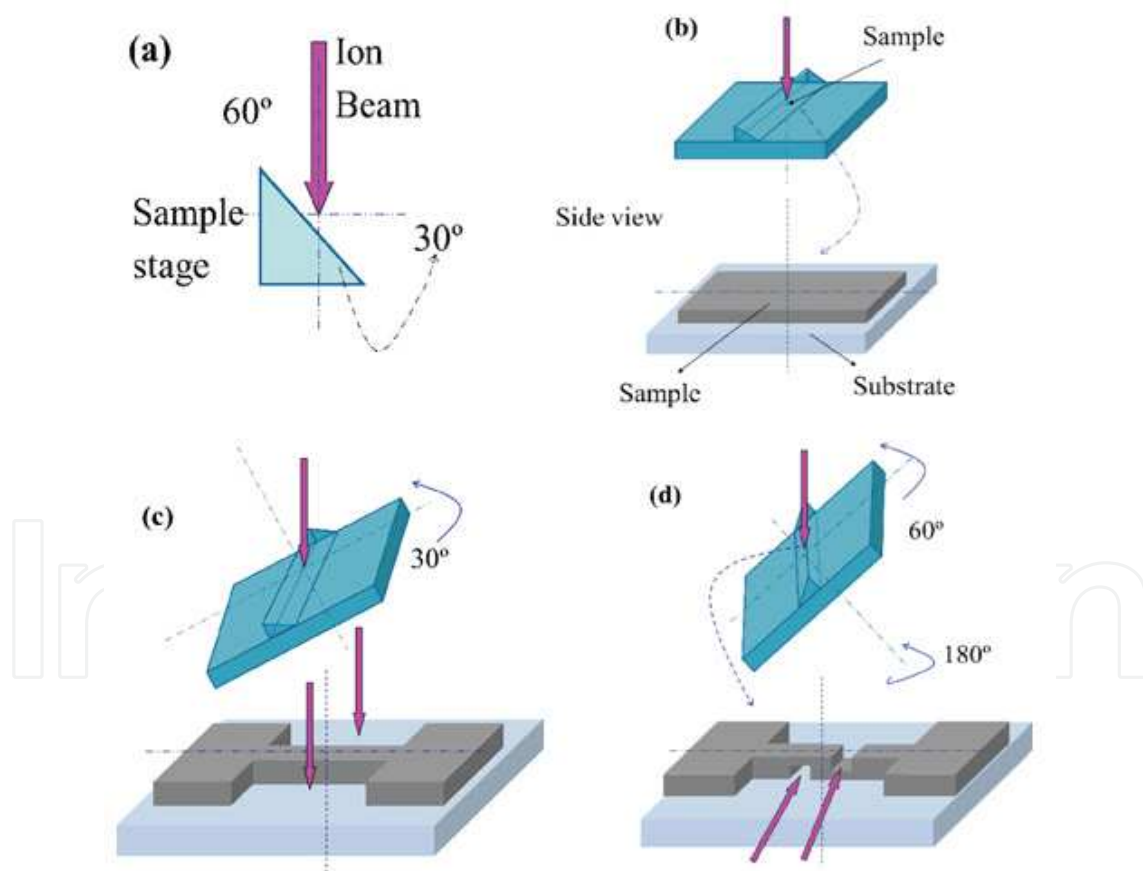 (a)
Ion
Beam
60º
Sample
stage
30º
(b)
Sample
Side view
Sample
Substrate
(c)
30º
(d)
60º
180º